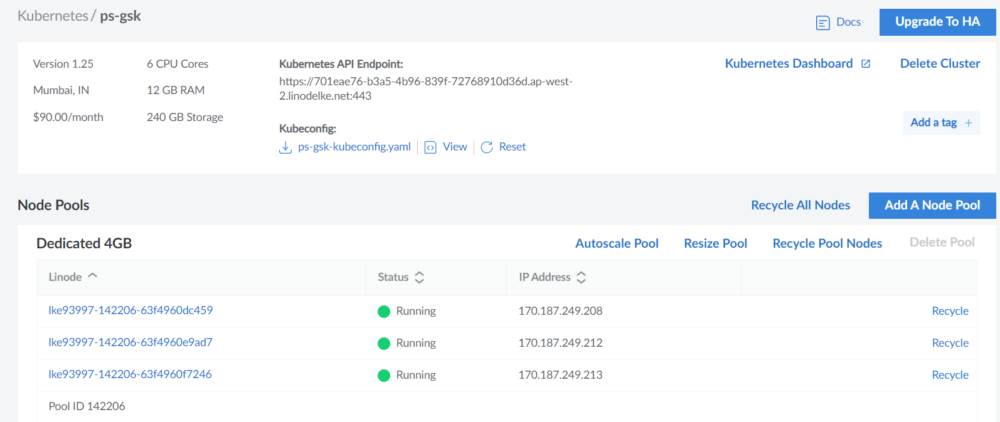 Kubernetes / ps-gsk
Docs
Upgrade To HA
Version 1.25
6 CPU Cores
Mumbai, IN
12 GB RAM
$90.00/month
240 GB Storage
Kubernetes API Endpoint:
https://701eae76-b3a5-4b96-839f-72768910d36d.ap-west-
2.linodelke.net:443
Kubeconfig:
ps-gsk-kubeconfig.yaml
View
Reset
Kubernetes Dashboard
Delete Cluster
Add a tag +
Node Pools
Recycle All Nodes
Add A Node Pool
Dedicated 4GB
Autoscale Pool
Resize Pool
Recycle Pool Nodes
Delete Pool
Linode Status IP Address
lke93997-142206-63f4960dc459 Running 170.187.249.208 Recycle
lke93997-142206-63f4960e9ad7 Running 170.187.249.212 Recycle
lke93997-142206-63f4960f7246 Running 170.187.249.213 Recycle
Pool ID 142206